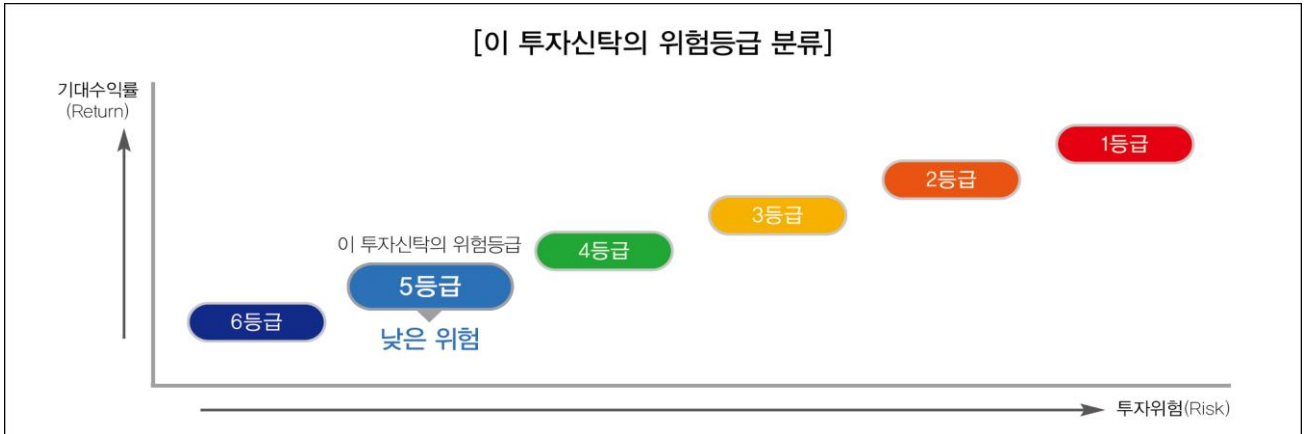 [이 투자신탁의 위험등급 분류]
기대수익률
(Return)
1등급
2등급
3등급
이 투자신탁의 위험등급
4등급
5등급
6등급
낮은 위험
투자위험(Risk)